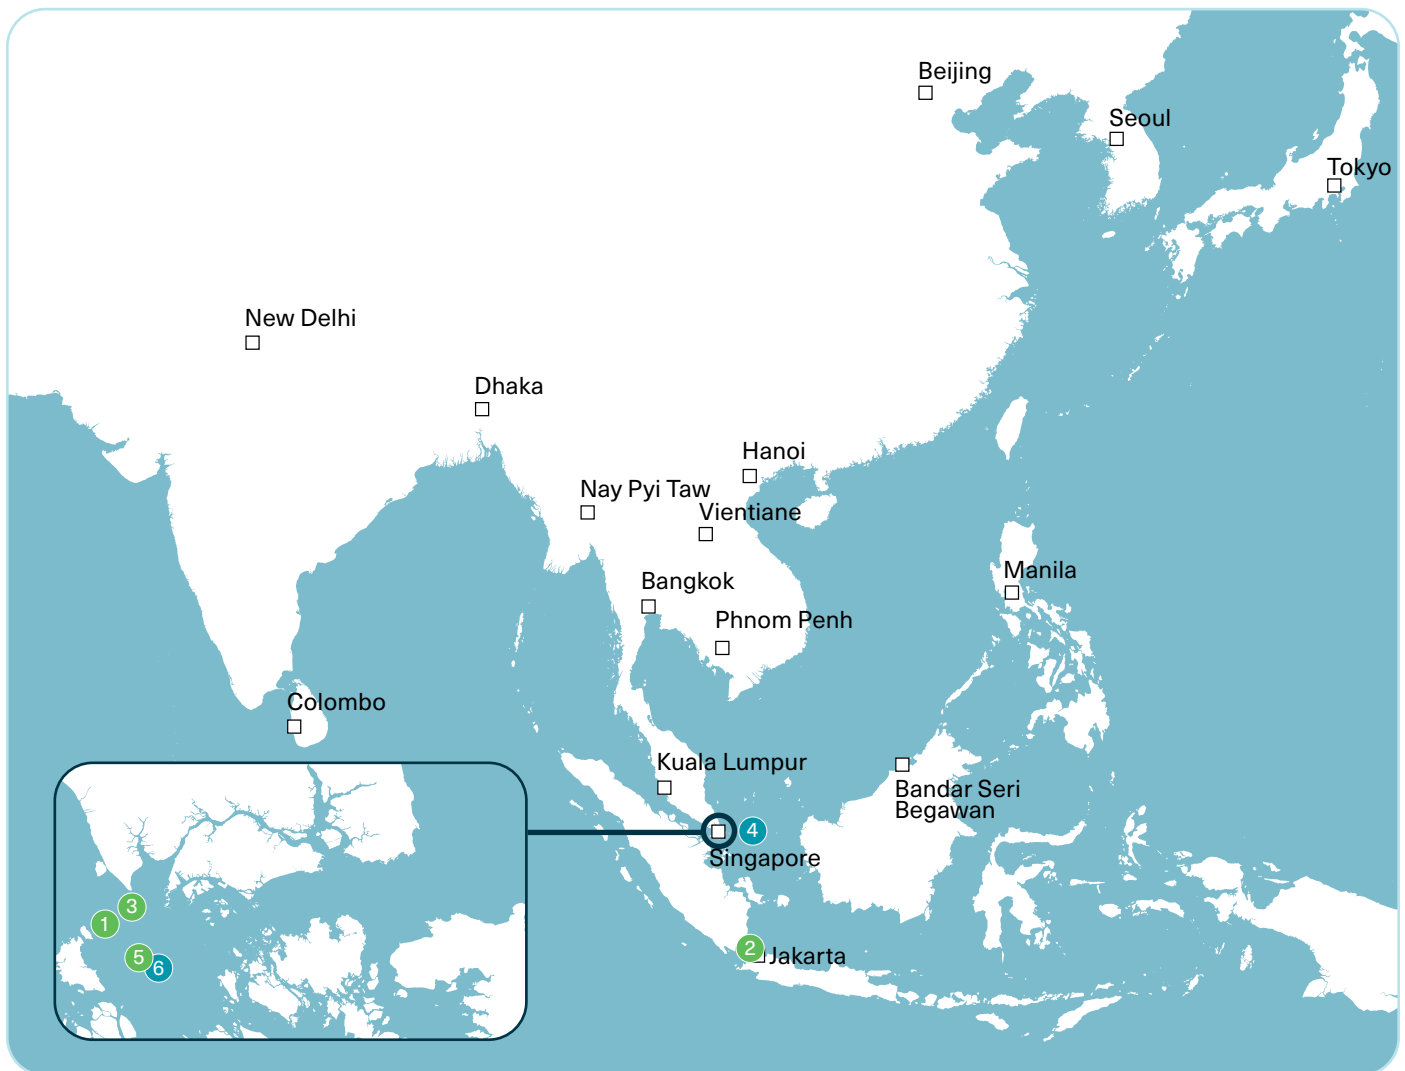 Beijing
Seoul
Tokyo
New Delhi
Dhaka
Hanoi
Nay Pyi Taw
Vientiane
Bangkok
Manila
Phnom Penh
Colombo
Kuala Lumpur
Bandar Seri
Begawan
4
Singapore
3
1
5
6
2
Jakarta